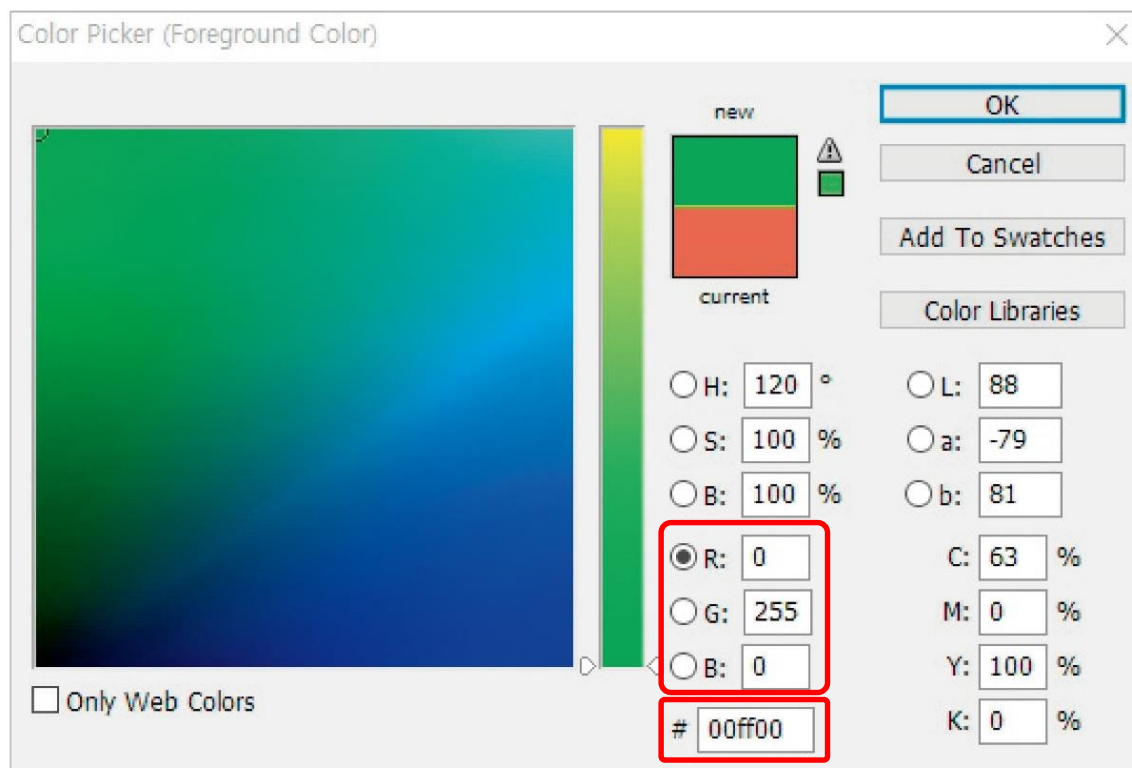 Color Picker (Foreground Color)
new
current
OK
Cancel
Add To Swatches
Color Libraries
H: 120 °
S: 100 %
B: 100 %
R: 0
G: 255
B: 0
# 00ff00
L: 88
a: -79
b: 81
C: 63 %
M: 0 %
Y: 100 %
K: 0 %
Only Web Colors